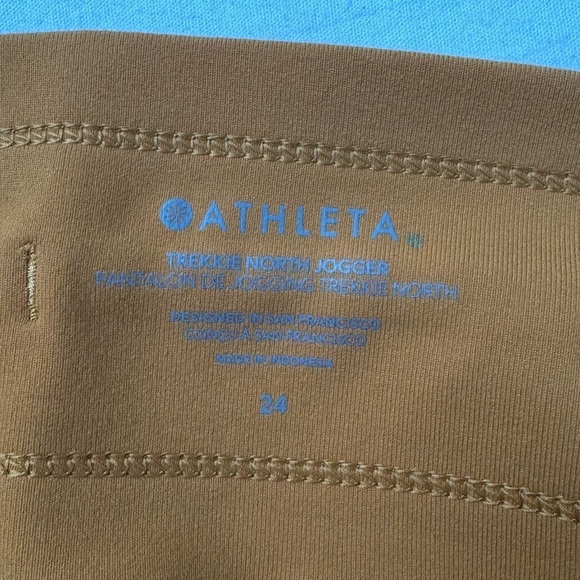 ATHLETA
TREKKIE NORTH JOGGER
PANTALON DE JOGGING TREKKIE NORTH
DESIGNED IN SAN FRANCISCO
CONÇU À SAN FRANCISCO
MADE IN INDONESIA
24